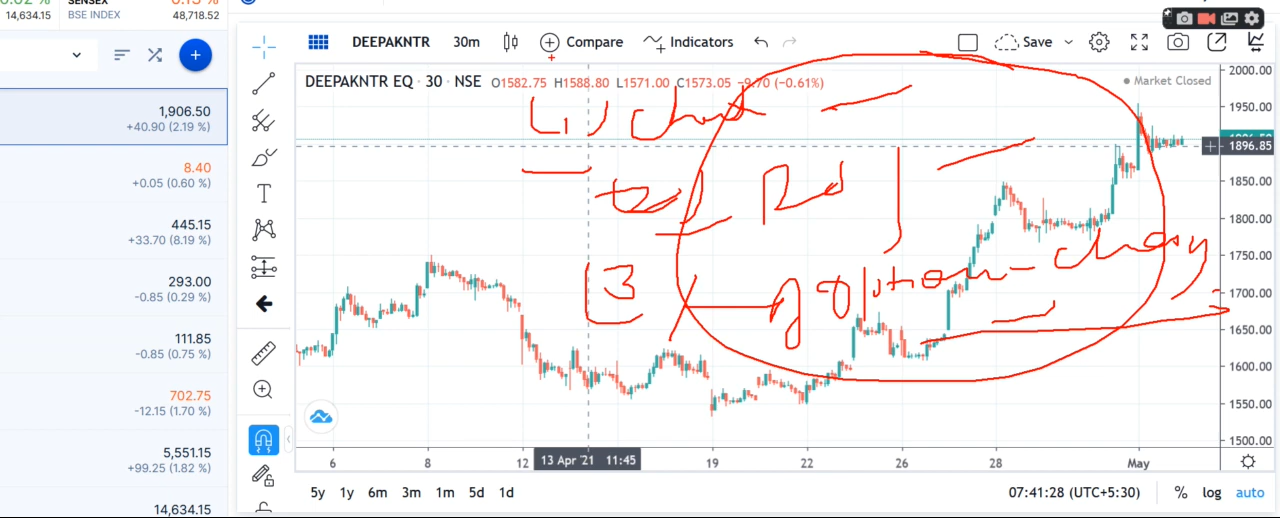 SENSEX
14,634.15 BSE INDEX 48,718.52
DEEPAKNTR 30m Compare Indicators Save
DEEPAKNTR EQ · 30 · NSE O1582.75 H1588.80 L1571.00 C1573.05 −9.70 (−0.61%) Market Closed
1,906.50
+40.90 (2.19 %)
8.40
+0.05 (0.60 %)
445.15
+33.70 (8.19 %)
293.00
-0.85 (0.29 %)
111.85
-0.85 (0.75 %)
702.75
-12.15 (1.70 %)
5,551.15
+99.25 (1.82 %)
14,634.15
(1) chart
3
2000.00
1950.00
1896.85
1850.00
1800.00
1750.00
1700.00
1650.00
1600.00
1550.00
1500.00
6 8 12 13 Apr '21 11:45 19 22 26 28 May
5y 1y 6m 3m 1m 5d 1d 07:41:28 (UTC+5:30) % log auto